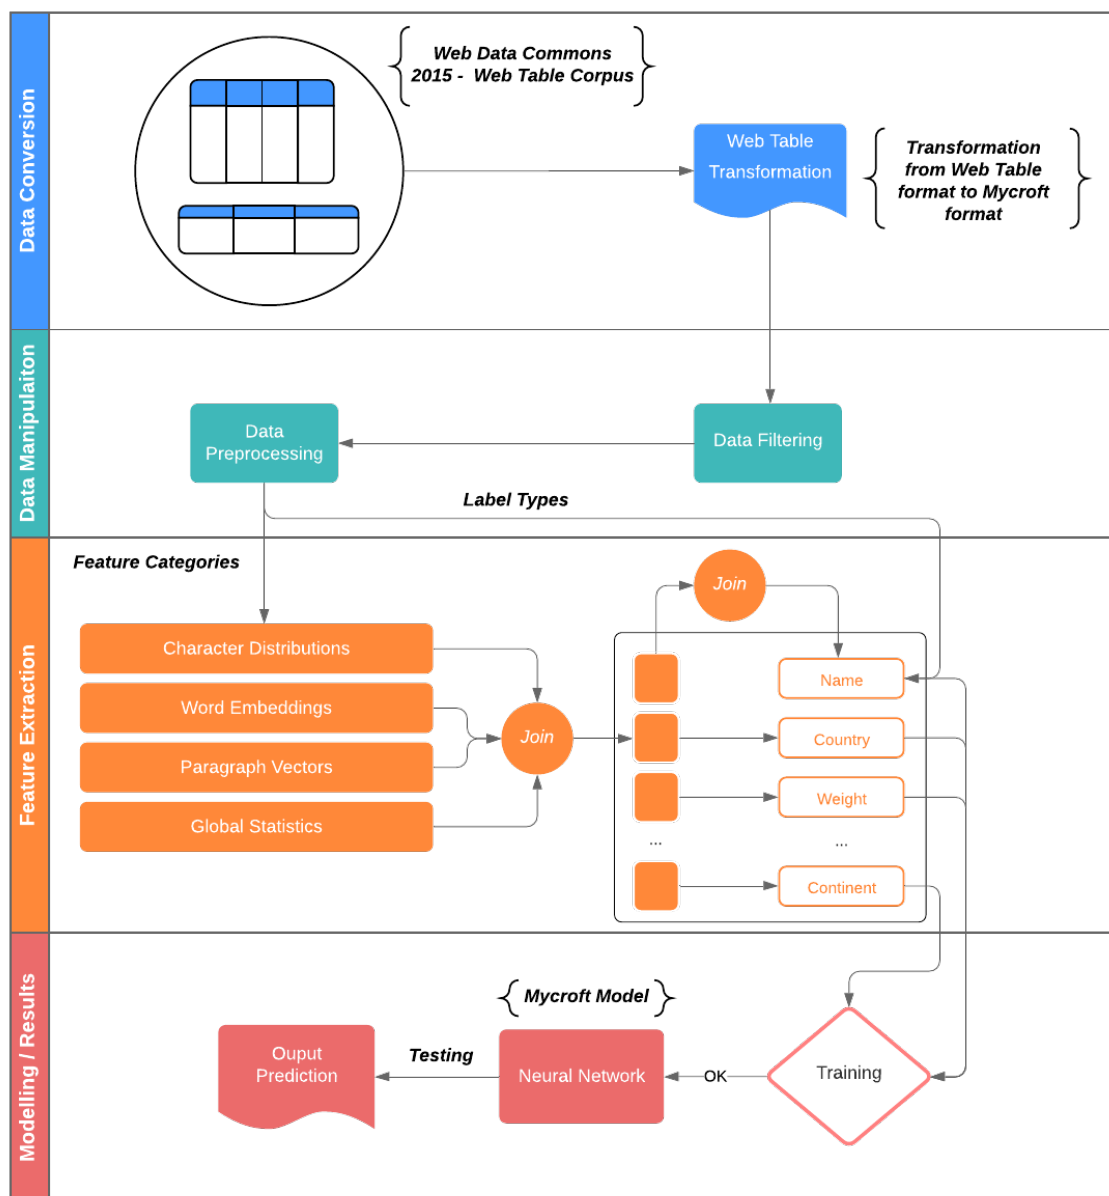 Data Conversion
Web Data Commons
2015 - Web Table Corpus
Web Table
Transformation
Transformation
from Web Table
format to Mycroft
format
Data Manipulaiton
Data
Preprocessing
Data Filtering
Label Types
Feature Extraction
Feature Categories
Character Distributions
Word Embeddings
Paragraph Vectors
Global Statistics
Join
Join
Name
Country
Weight
... ...
Continent
Modelling / Results
Mycroft Model
Ouput
Prediction
Testing
Neural Network
OK
Training